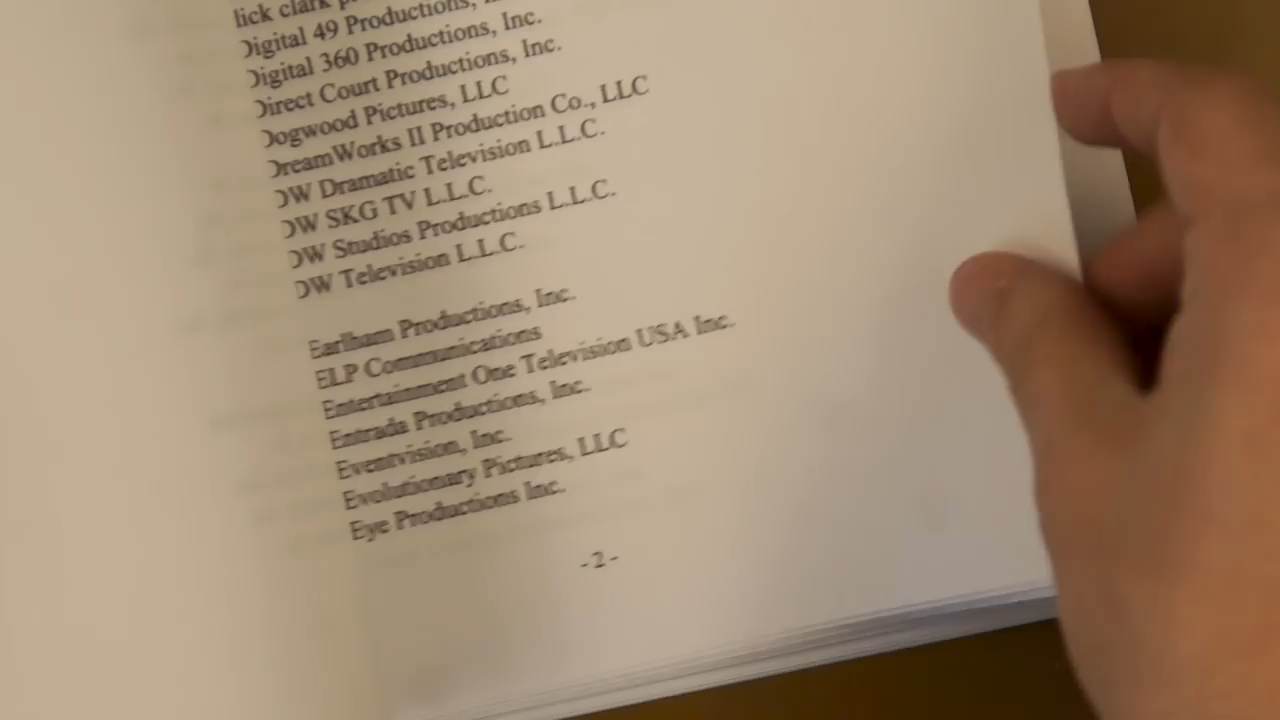 lick clark
Digital 49 Productions,
Digital 360 Productions, Inc.
Direct Court Productions, Inc.
Dogwood Pictures, LLC
DreamWorks II Production Co., LLC
DW Dramatic Television L.L.C.
DW SKG TV L.L.C.
DW Studios Productions L.L.C.
DW Television L.L.C.
Earlham Productions, Inc.
ELP Communications
Entertainment One Television USA Inc.
Entrada Productions, Inc.
Eventvision, Inc.
Evolutionary Pictures, LLC
Eye Productions Inc.
-2-